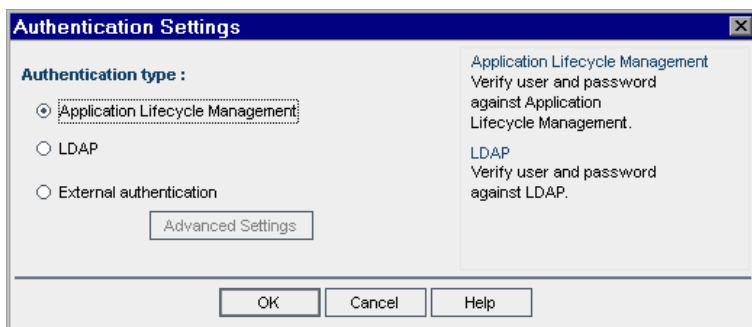 Authentication Settings
Authentication type :
Application Lifecycle Management
LDAP
External authentication
Advanced Settings
Application Lifecycle Management
Verify user and password
against Application
Lifecycle Management.
LDAP
Verify user and password
against LDAP.
OK
Cancel
Help